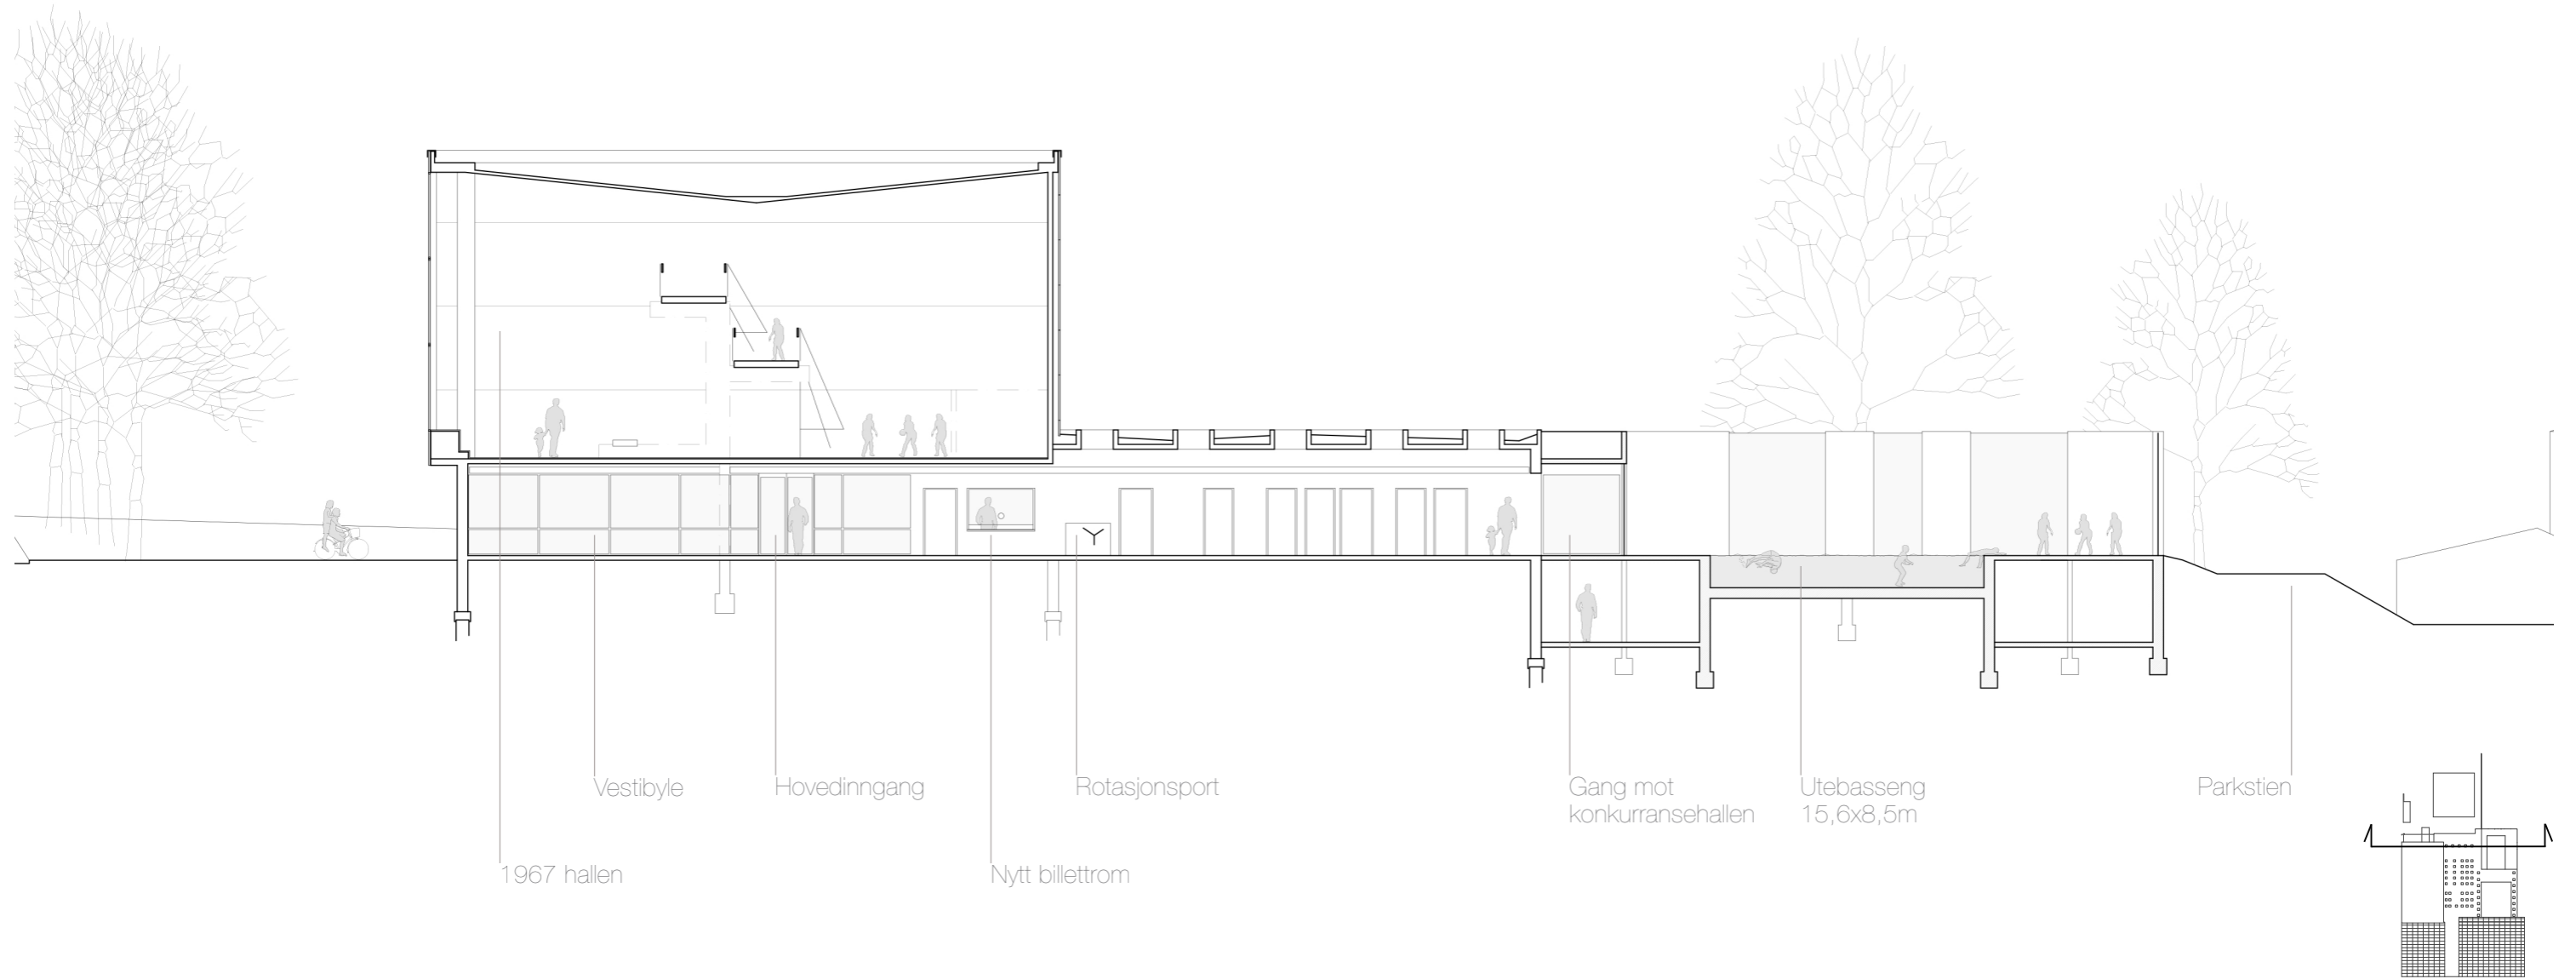 Vestibyle
Hovedinngang
Rotasjonsport
Gang mot
konkurransehallen
Utebasseng
15,6x8,5m
Parkstien
1967 hallen
Nytt billettrom